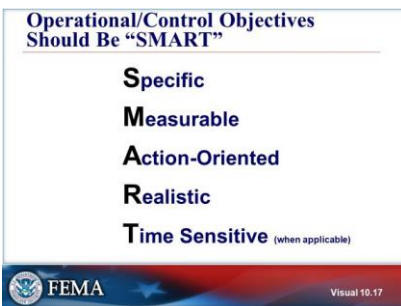 Operational/Control Objectives
Should Be “SMART”
Specific
Measurable
Action-Oriented
Realistic
Time Sensitive (when applicable)
FEMA
Visual 10.17